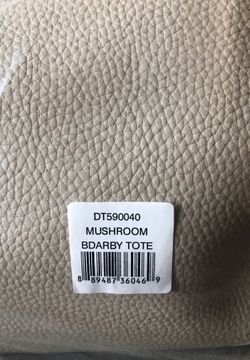 DT590040
MUSHROOM
BDARBY TOTE
8 89487 36046 9